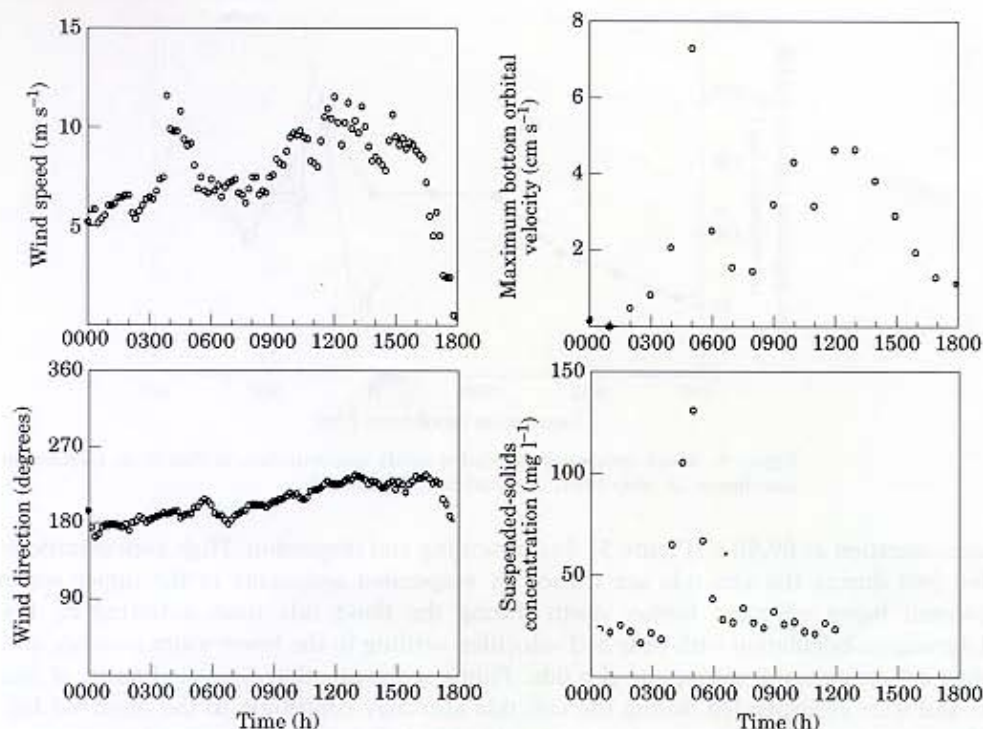 15
10
5
Wind speed (m s⁻¹)
0000 0300 0600 0900 1200 1500 1800
8
6
4
2
Maximum bottom orbital
velocity (cm s⁻¹)
0000 0300 0600 0900 1200 1500 1800
360
270
180
90
Wind direction (degrees)
0000 0300 0600 0900 1200 1500 1800
Time (h)
150
100
50
Suspended-solids
concentration (mg l⁻¹)
0000 0300 0600 0900 1200 1500 1800
Time (h)